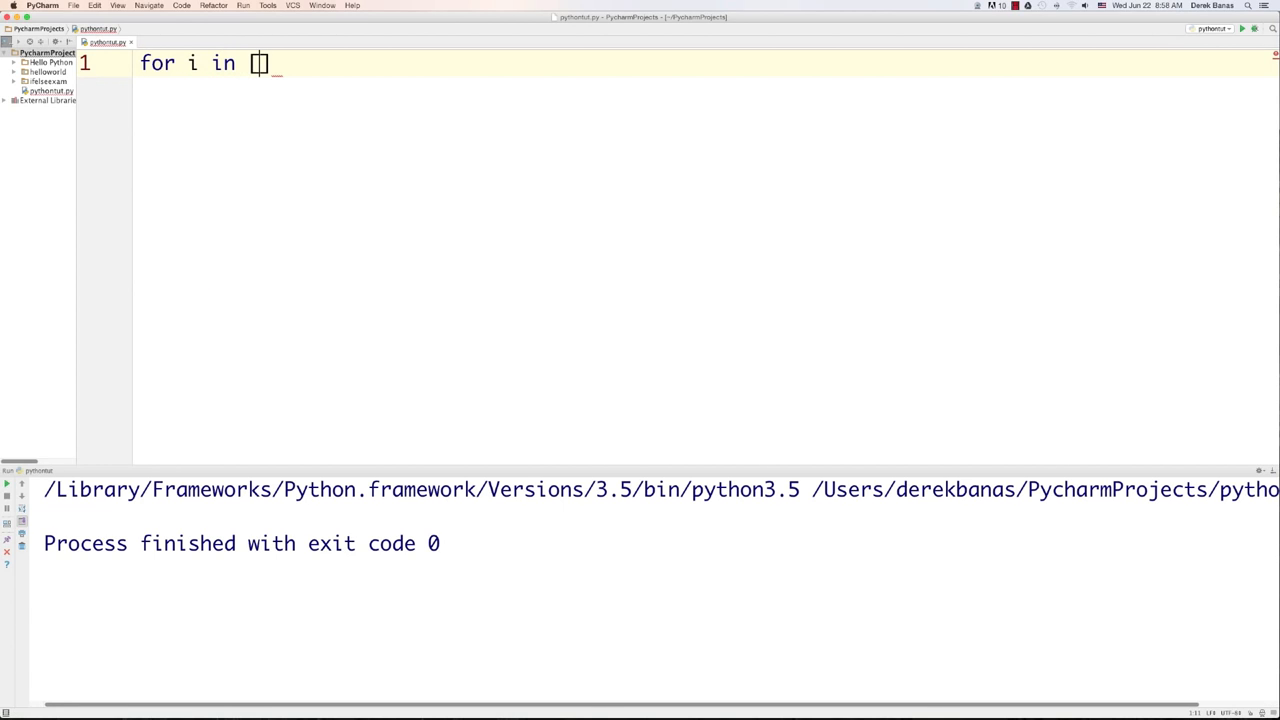 PyCharm File Edit View Navigate Code Refactor Run Tools VCS Window Help 10 Wed Jun 22 8:58 AM Derek Banas
pythontut.py - PycharmProjects - [~/PycharmProjects]
PycharmProjects pythontut.py pythontut
pythontut.py
PycharmProject
Hello Python
helloworld
ifelseexam
pythontut.py
External Librarie
1 for i in []
Run pythontut
/Library/Frameworks/Python.framework/Versions/3.5/bin/python3.5 /Users/derekbanas/PycharmProjects/pytho
Process finished with exit code 0
1:11 LF UTF-8